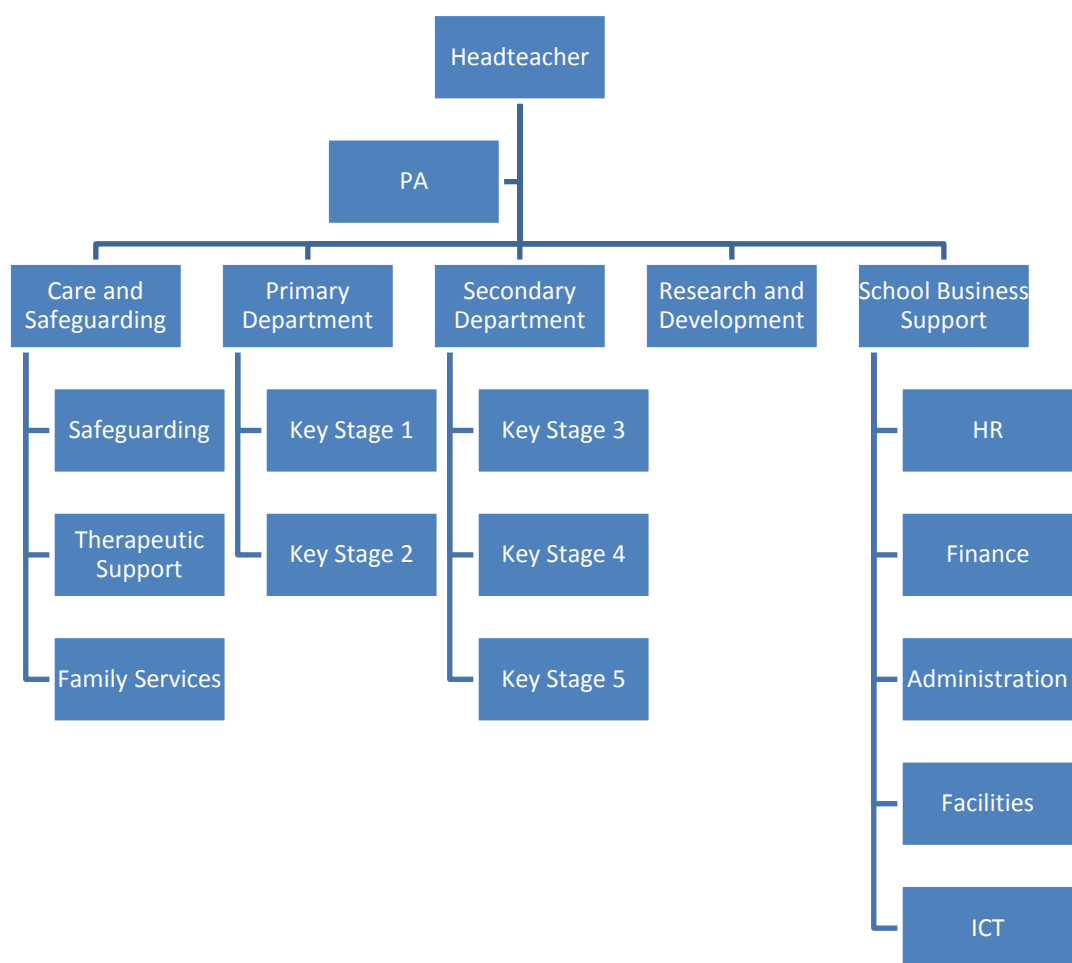 Headteacher
PA
Care and
Safeguarding
Primary
Department
Secondary
Department
Research and
Development
School Business
Support
Safeguarding
Key Stage 1
Key Stage 3
HR
Therapeutic
Support
Key Stage 2
Key Stage 4
Finance
Family Services
Key Stage 5
Administration
Facilities
ICT